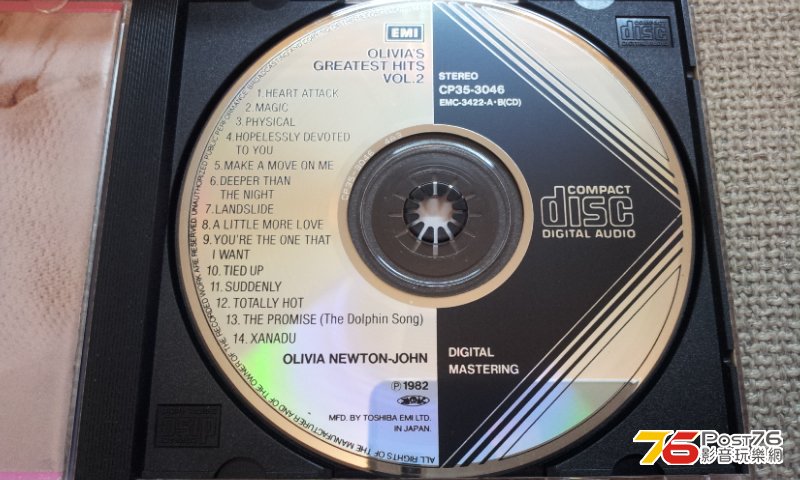 EMI
OLIVIA'S
GREATEST HITS
VOL.2
1. HEART ATTACK
2. MAGIC
3. PHYSICAL
4. HOPELESSLY DEVOTED
TO YOU
5. MAKE A MOVE ON ME
6. DEEPER THAN
THE NIGHT
7. LANDSLIDE
8. A LITTLE MORE LOVE
9. YOU'RE THE ONE THAT
I WANT
10. TIED UP
11. SUDDENLY
12. TOTALLY HOT
13. THE PROMISE (The Dolphin Song)
14. XANADU
OLIVIA NEWTON-JOHN
Ⓟ1982
MFD. BY TOSHIBA EMI LTD.
IN JAPAN.
STEREO
CP35-3046
EMC-3422-A・B(CD)
COMPACT
disc
DIGITAL AUDIO
DIGITAL
MASTERING
ALL RIGHTS OF THE MANUFACTURER AND OF THE OWNER OF THE RECORDED WORK ARE RESERVED UNAUTHORIZED PUBLIC PERFORMANCE BROADCASTING AND
disc
76 Post76
影音玩樂網